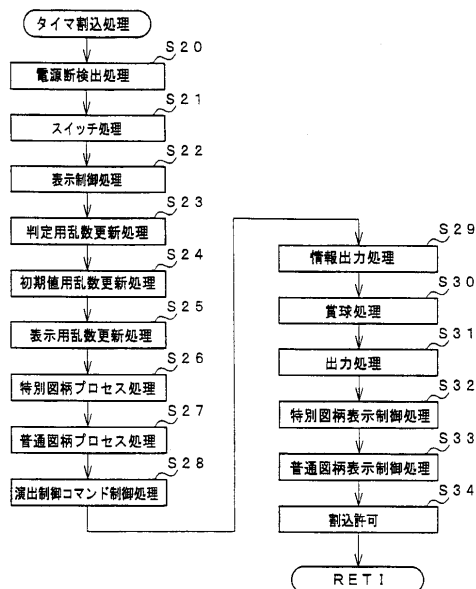 タイマ割込処理
S20
電源断検出処理
S21
スイッチ処理
S22
表示制御処理
S23
判定用乱数更新処理
S24
初期値用乱数更新処理
S25
表示用乱数更新処理
S26
特別図柄プロセス処理
S27
普通図柄プロセス処理
S28
演出制御コマンド制御処理
S29
情報出力処理
S30
賞球処理
S31
出力処理
S32
特別図柄表示制御処理
S33
普通図柄表示制御処理
S34
割込許可
RETI